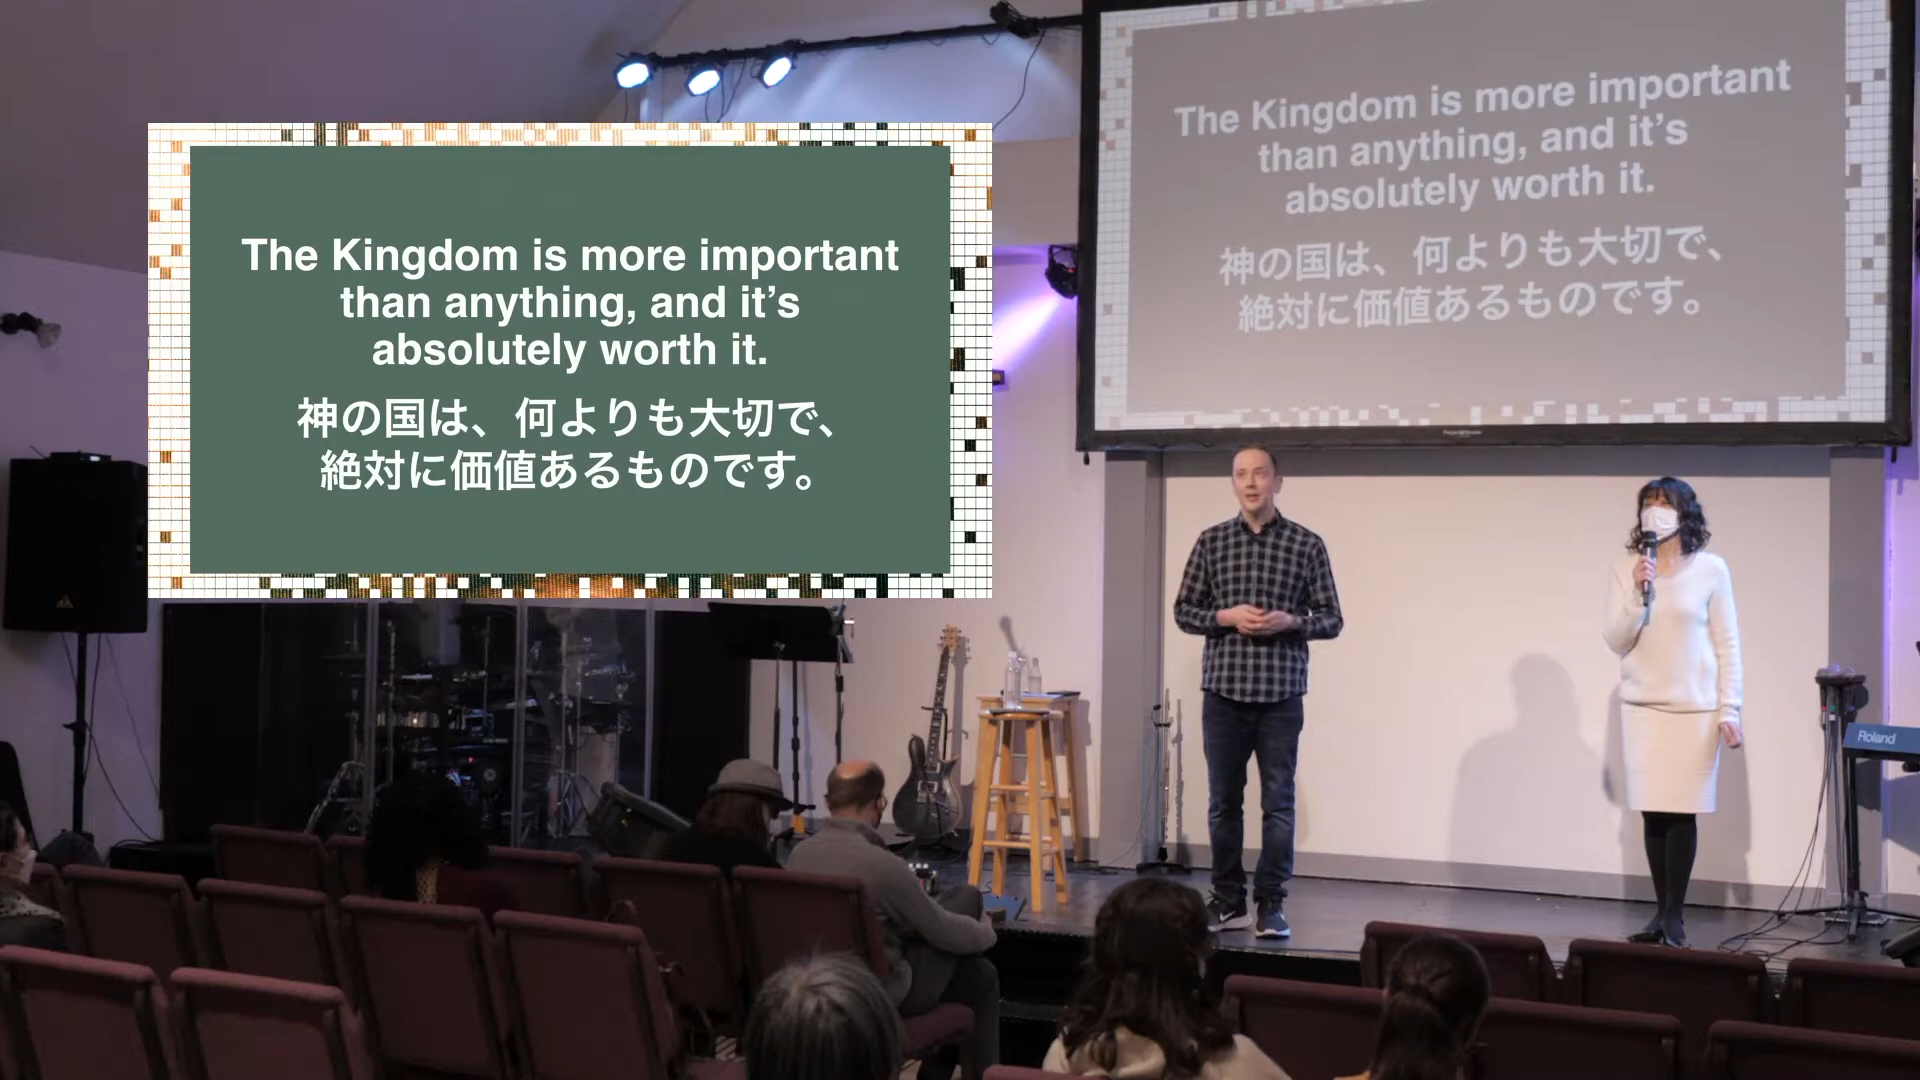 The Kingdom is more important
than anything, and it’s
absolutely worth it.
神の国は、何よりも大切で、
絶対に価値あるものです。
The Kingdom is more important
than anything, and it’s
absolutely worth it.
神の国は、何よりも大切で、
絶対に価値あるものです。
Roland